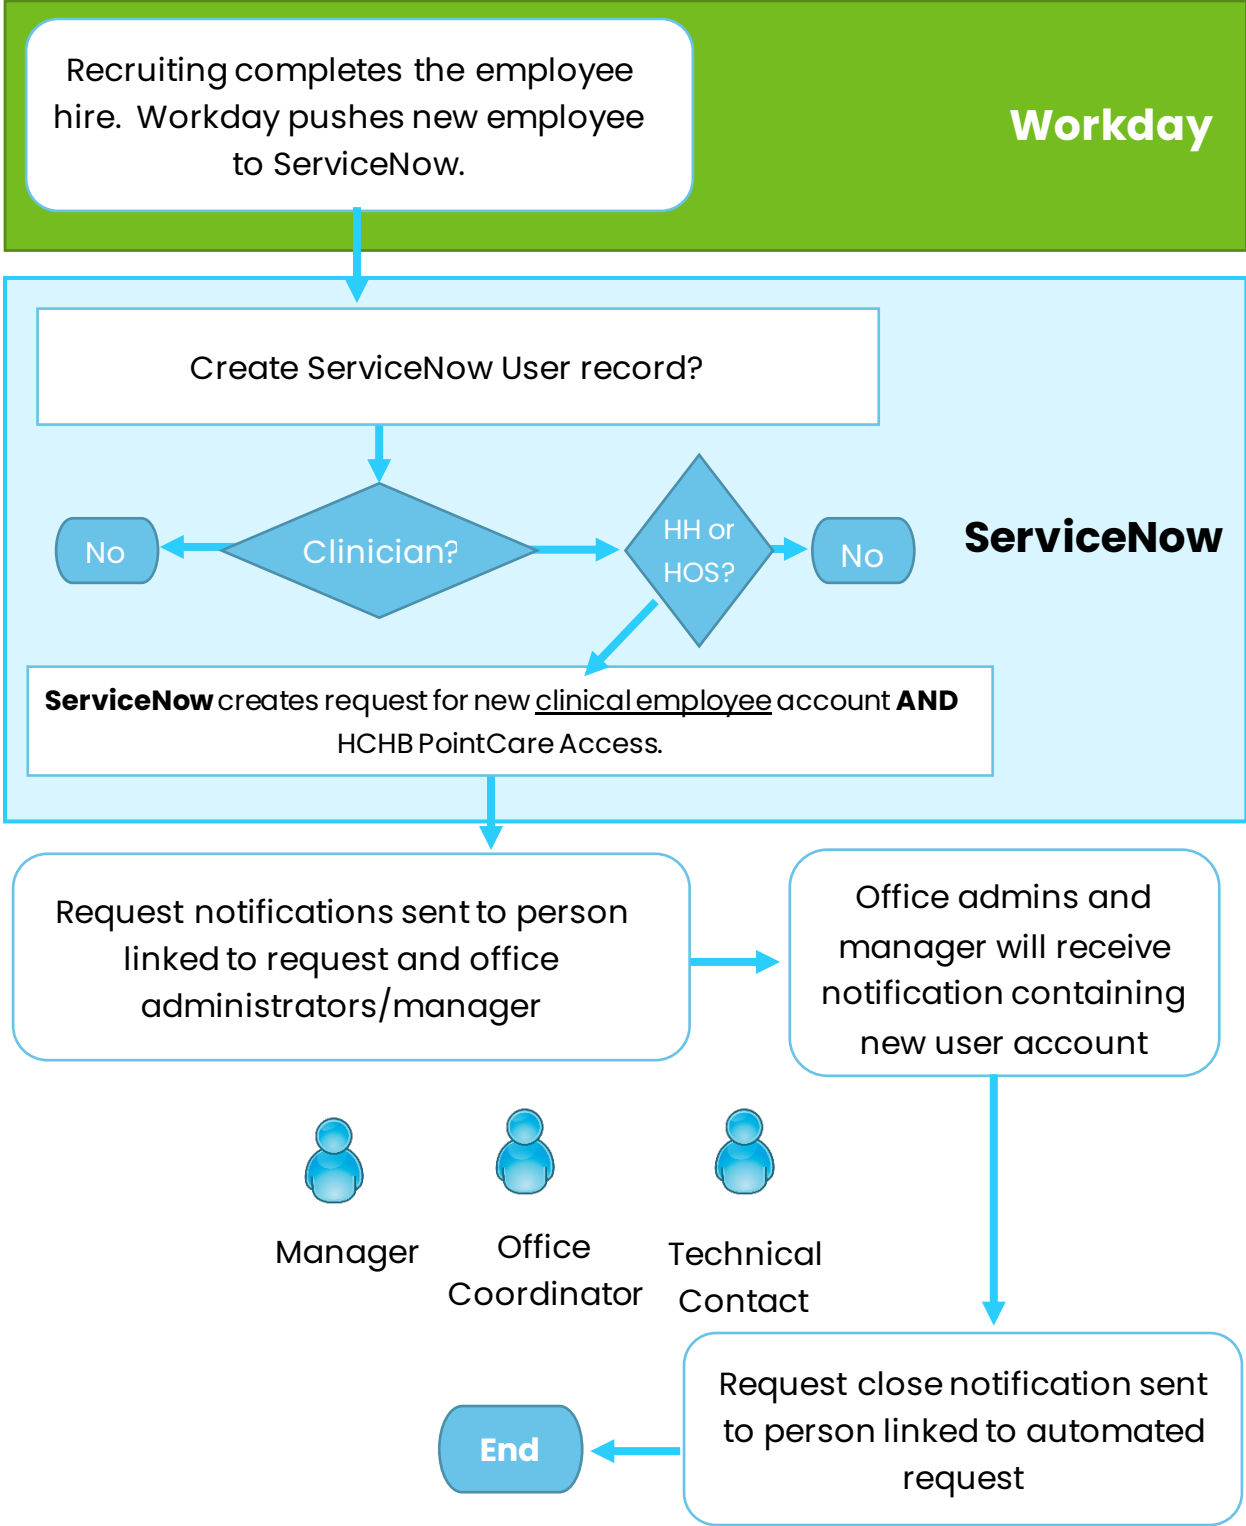 Recruiting completes the employee
hire. Workday pushes new employee
to ServiceNow.
Workday
Create ServiceNow User record?
No
Clinician?
HH or
HOS?
No
ServiceNow
ServiceNow creates request for new clinical employee account AND
HCHB PointCare Access.
Request notifications sent to person
linked to request and office
administrators/manager
Office admins and
manager will receive
notification containing
new user account
Manager
Office
Coordinator
Technical
Contact
Request close notification sent
to person linked to automated
request
End